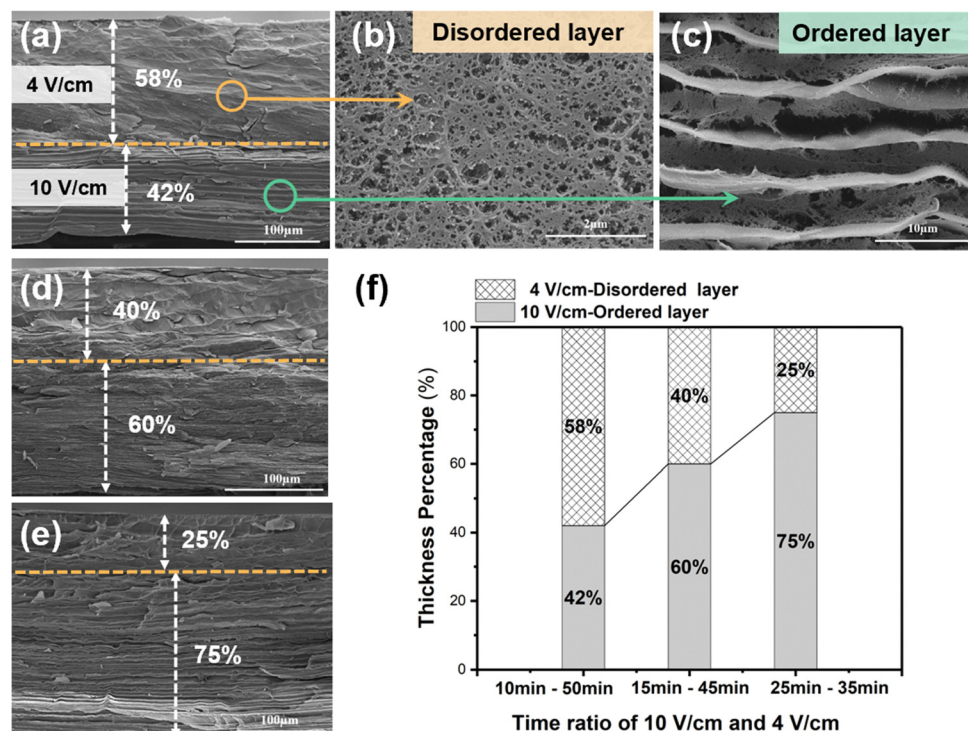 (a)
4 V/cm
58%
10 V/cm
42%
100μm
(b)
Disordered layer
2μm
(c)
Ordered layer
10μm
(d)
40%
60%
100μm
(e)
25%
75%
100μm
(f)
4 V/cm-Disordered layer
10 V/cm-Ordered layer
Thickness Percentage (%)
100
80
60
40
20
0
58%
42%
40%
60%
25%
75%
10min - 50min
15min - 45min
25min - 35min
Time ratio of 10 V/cm and 4 V/cm